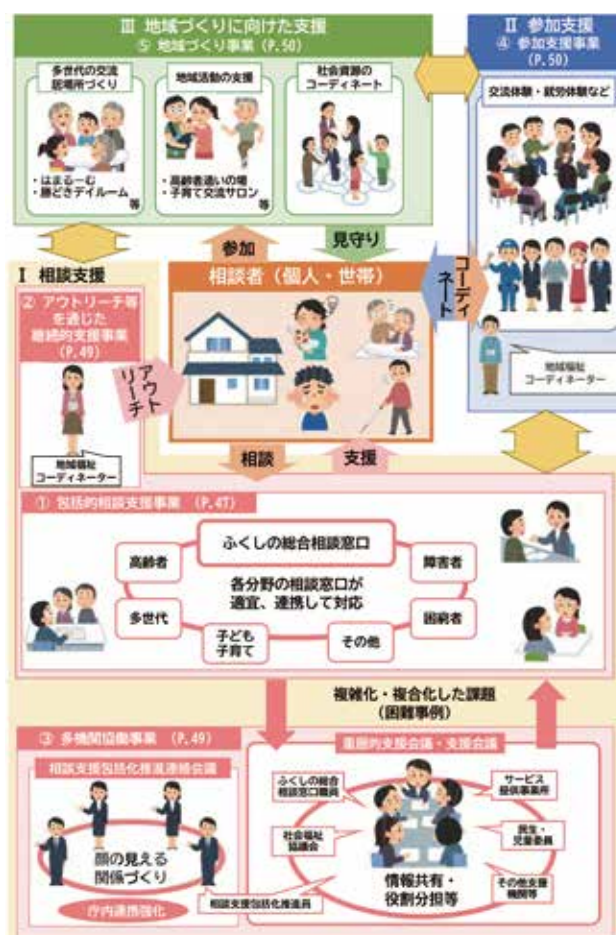 Ⅲ 地域づくりに向けた支援
⑤ 地域づくり事業（P.50）
多世代の交流
居場所づくり
・はまるーむ
・勝どきデイルーム
等
地域活動の支援
・高齢者通いの場
・子育て交流サロン
等
社会資源の
コーディネート
Ⅱ 参加支援
④ 参加支援事業
（P.50）
交流体験・就労体験など
地域福祉
コーディネーター
参加
見守り
コーディ
ネート
Ⅰ 相談支援
② アウトリーチ等
を通じた
継続的支援事業
（P.49）
地域福祉
コーディネーター
アウト
リーチ
相談者（個人・世帯）
相談
支援
① 包括的相談支援事業（P.47）
ふくしの総合相談窓口
高齢者
障害者
各分野の相談窓口が
適宜、連携して対応
多世代
困窮者
子ども
子育て
その他
複雑化・複合化した課題
（困難事例）
③ 多機関協働事業（P.49）
相談支援包括化推進連絡会議
顔の見える
関係づくり
庁内連携強化
重層的支援会議・支援会議
ふくしの総合
相談窓口職員
サービス
提供事業所
社会福祉
協議会
民生・
児童委員
情報共有・
役割分担等
相談支援包括化推進員
その他支援
機関等